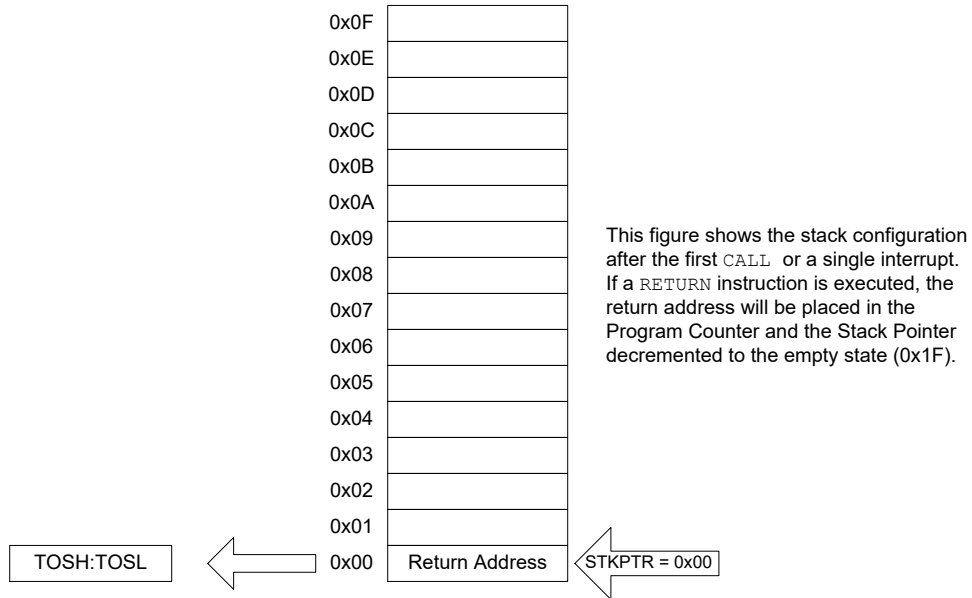 0x0F
0x0E
0x0D
0x0C
0x0B
0x0A
0x09
This figure shows the stack configuration
after the first CALL or a single interrupt.
0x08
If a RETURN instruction is executed, the
return address will be placed in the
0x07
Program Counter and the Stack Pointer
0x06
decremented to the empty state (0x1F).
0x05
0x04
0x03
0x02
0x01
TOSH:TOSL 0x00 Return Address STKPTR = 0x00